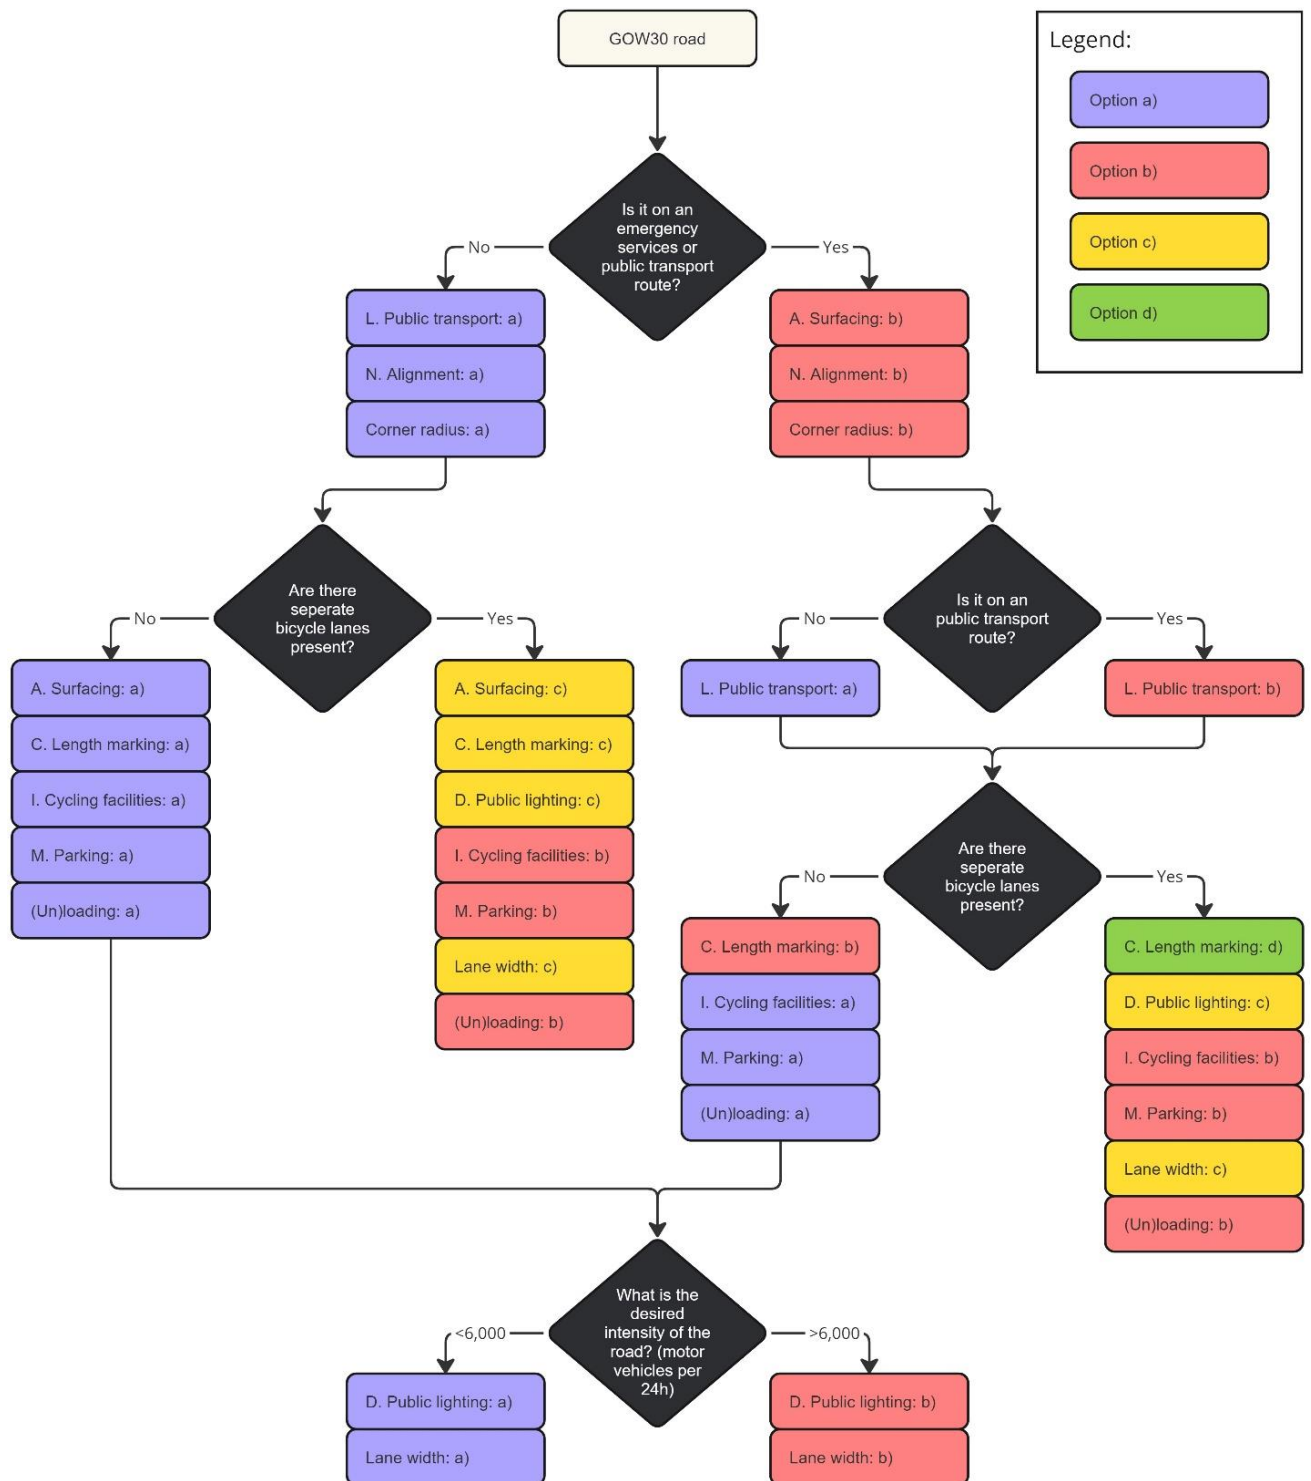 GOW30 road
Legend:
Option a)
Option b)
Option c)
Option d)
Is it on an
emergency
services or
public transport
route?
No
Yes
L. Public transport: a)
N. Alignment: a)
Corner radius: a)
A. Surfacing: b)
N. Alignment: b)
Corner radius: b)
Are there
seperate
bicycle lanes
present?
No
Yes
Is it on an
public transport
route?
No
Yes
A. Surfacing: a)
C. Length marking: a)
I. Cycling facilities: a)
M. Parking: a)
(Un)loading: a)
A. Surfacing: c)
C. Length marking: c)
D. Public lighting: c)
I. Cycling facilities: b)
M. Parking: b)
Lane width: c)
(Un)loading: b)
L. Public transport: a)
L. Public transport: b)
Are there
seperate
bicycle lanes
present?
No
Yes
C. Length marking: b)
I. Cycling facilities: a)
M. Parking: a)
(Un)loading: a)
C. Length marking: d)
D. Public lighting: c)
I. Cycling facilities: b)
M. Parking: b)
Lane width: c)
(Un)loading: b)
What is the
desired
intensity of the
road? (motor
vehicles per
24h)
<6,000
>6,000
D. Public lighting: a)
Lane width: a)
D. Public lighting: b)
Lane width: b)